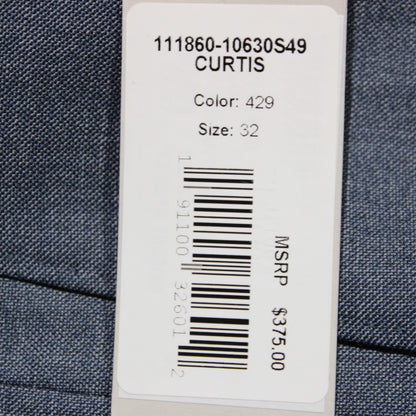 111860-10630S49
CURTIS
Color: 429
Size: 32
1 91100 32601 2
MSRP $375.00